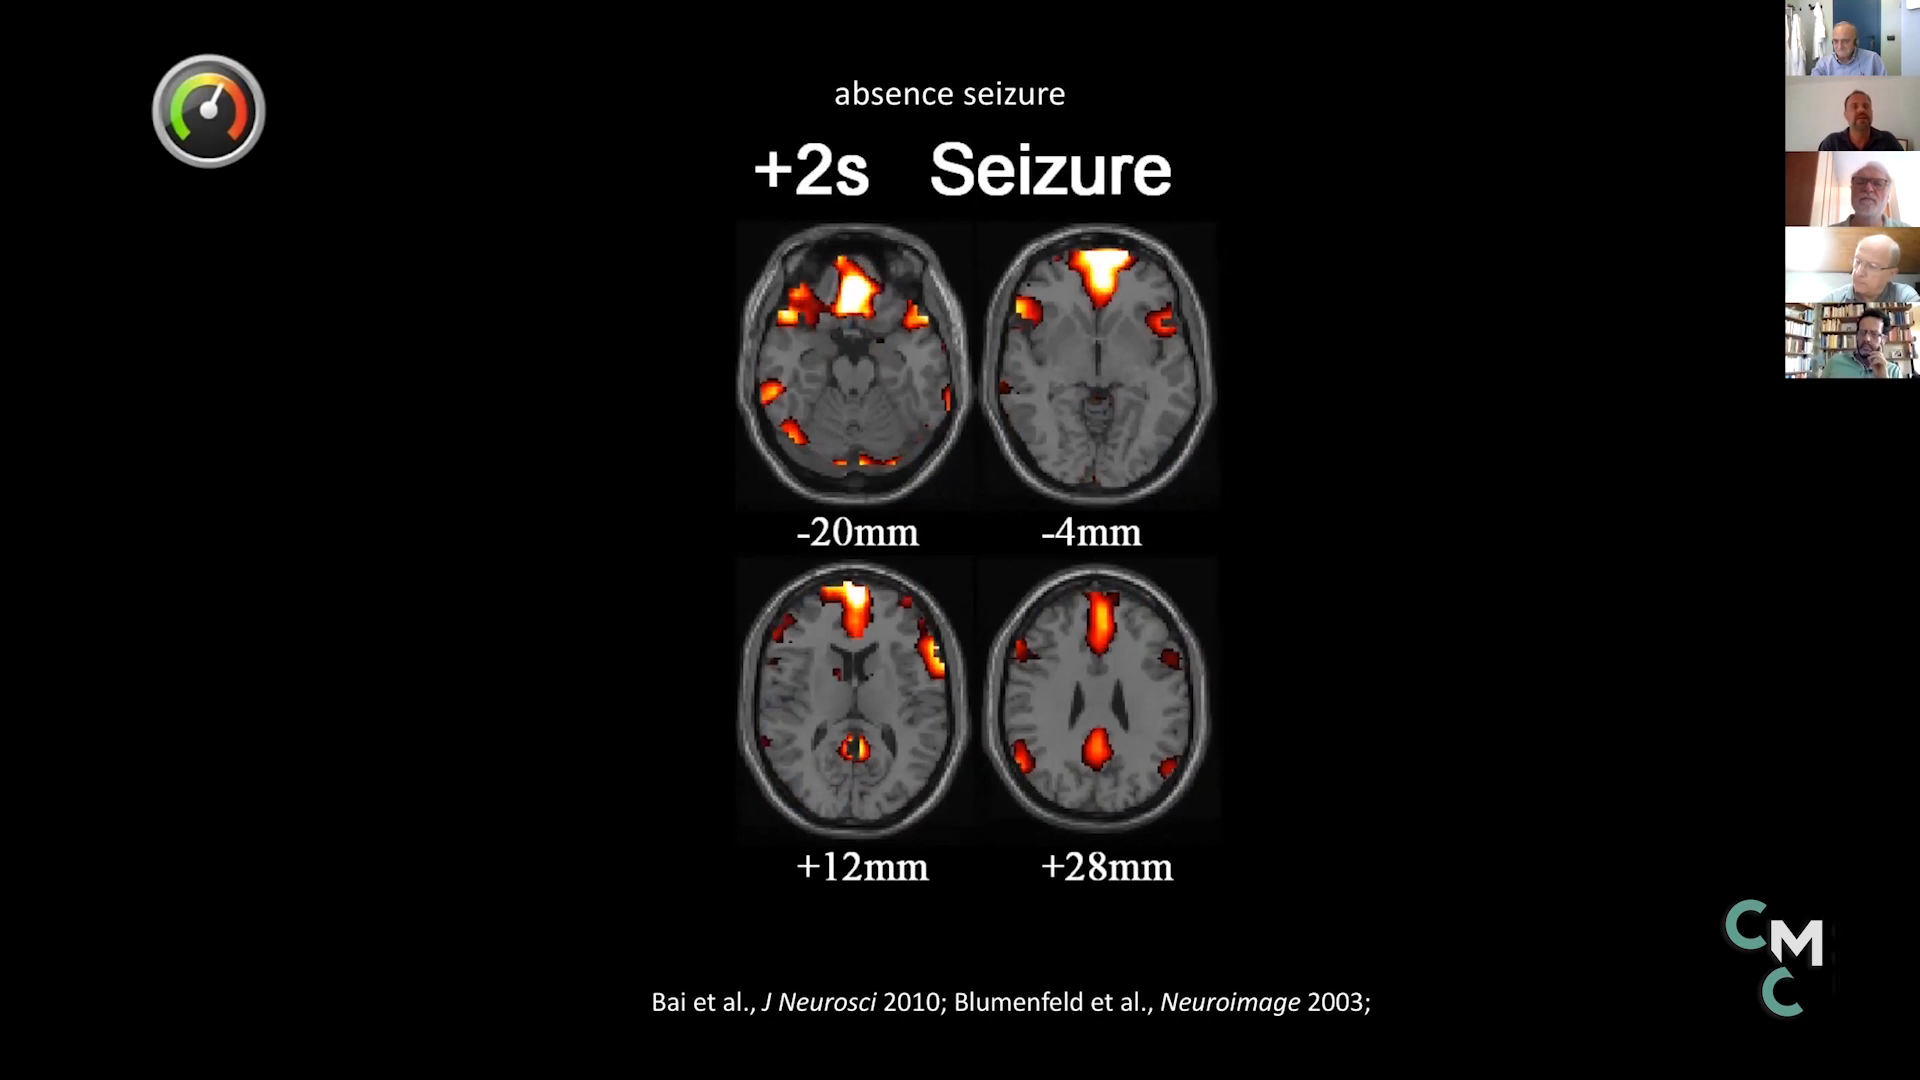 absence seizure
+2s Seizure
-20mm -4mm
+12mm +28mm
CMC
Bai et al., J Neurosci 2010; Blumenfeld et al., Neuroimage 2003;